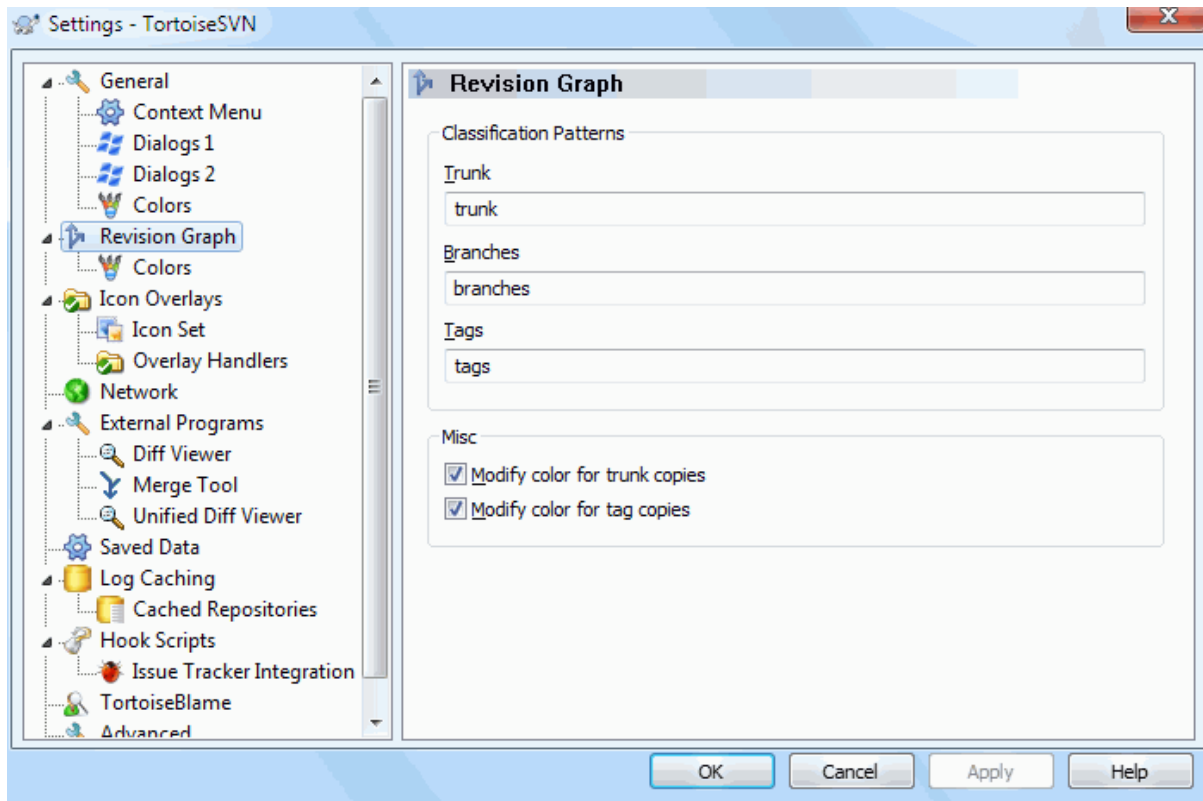 Settings - TortoiseSVN
General
Context Menu
Dialogs 1
Dialogs 2
Colors
Revision Graph
Colors
Icon Overlays
Icon Set
Overlay Handlers
Network
External Programs
Diff Viewer
Merge Tool
Unified Diff Viewer
Saved Data
Log Caching
Cached Repositories
Hook Scripts
Issue Tracker Integration
TortoiseBlame
Advanced
Revision Graph
Classification Patterns
Trunk
trunk
Branches
branches
Tags
tags
Misc
Modify color for trunk copies
Modify color for tag copies
OK
Cancel
Apply
Help